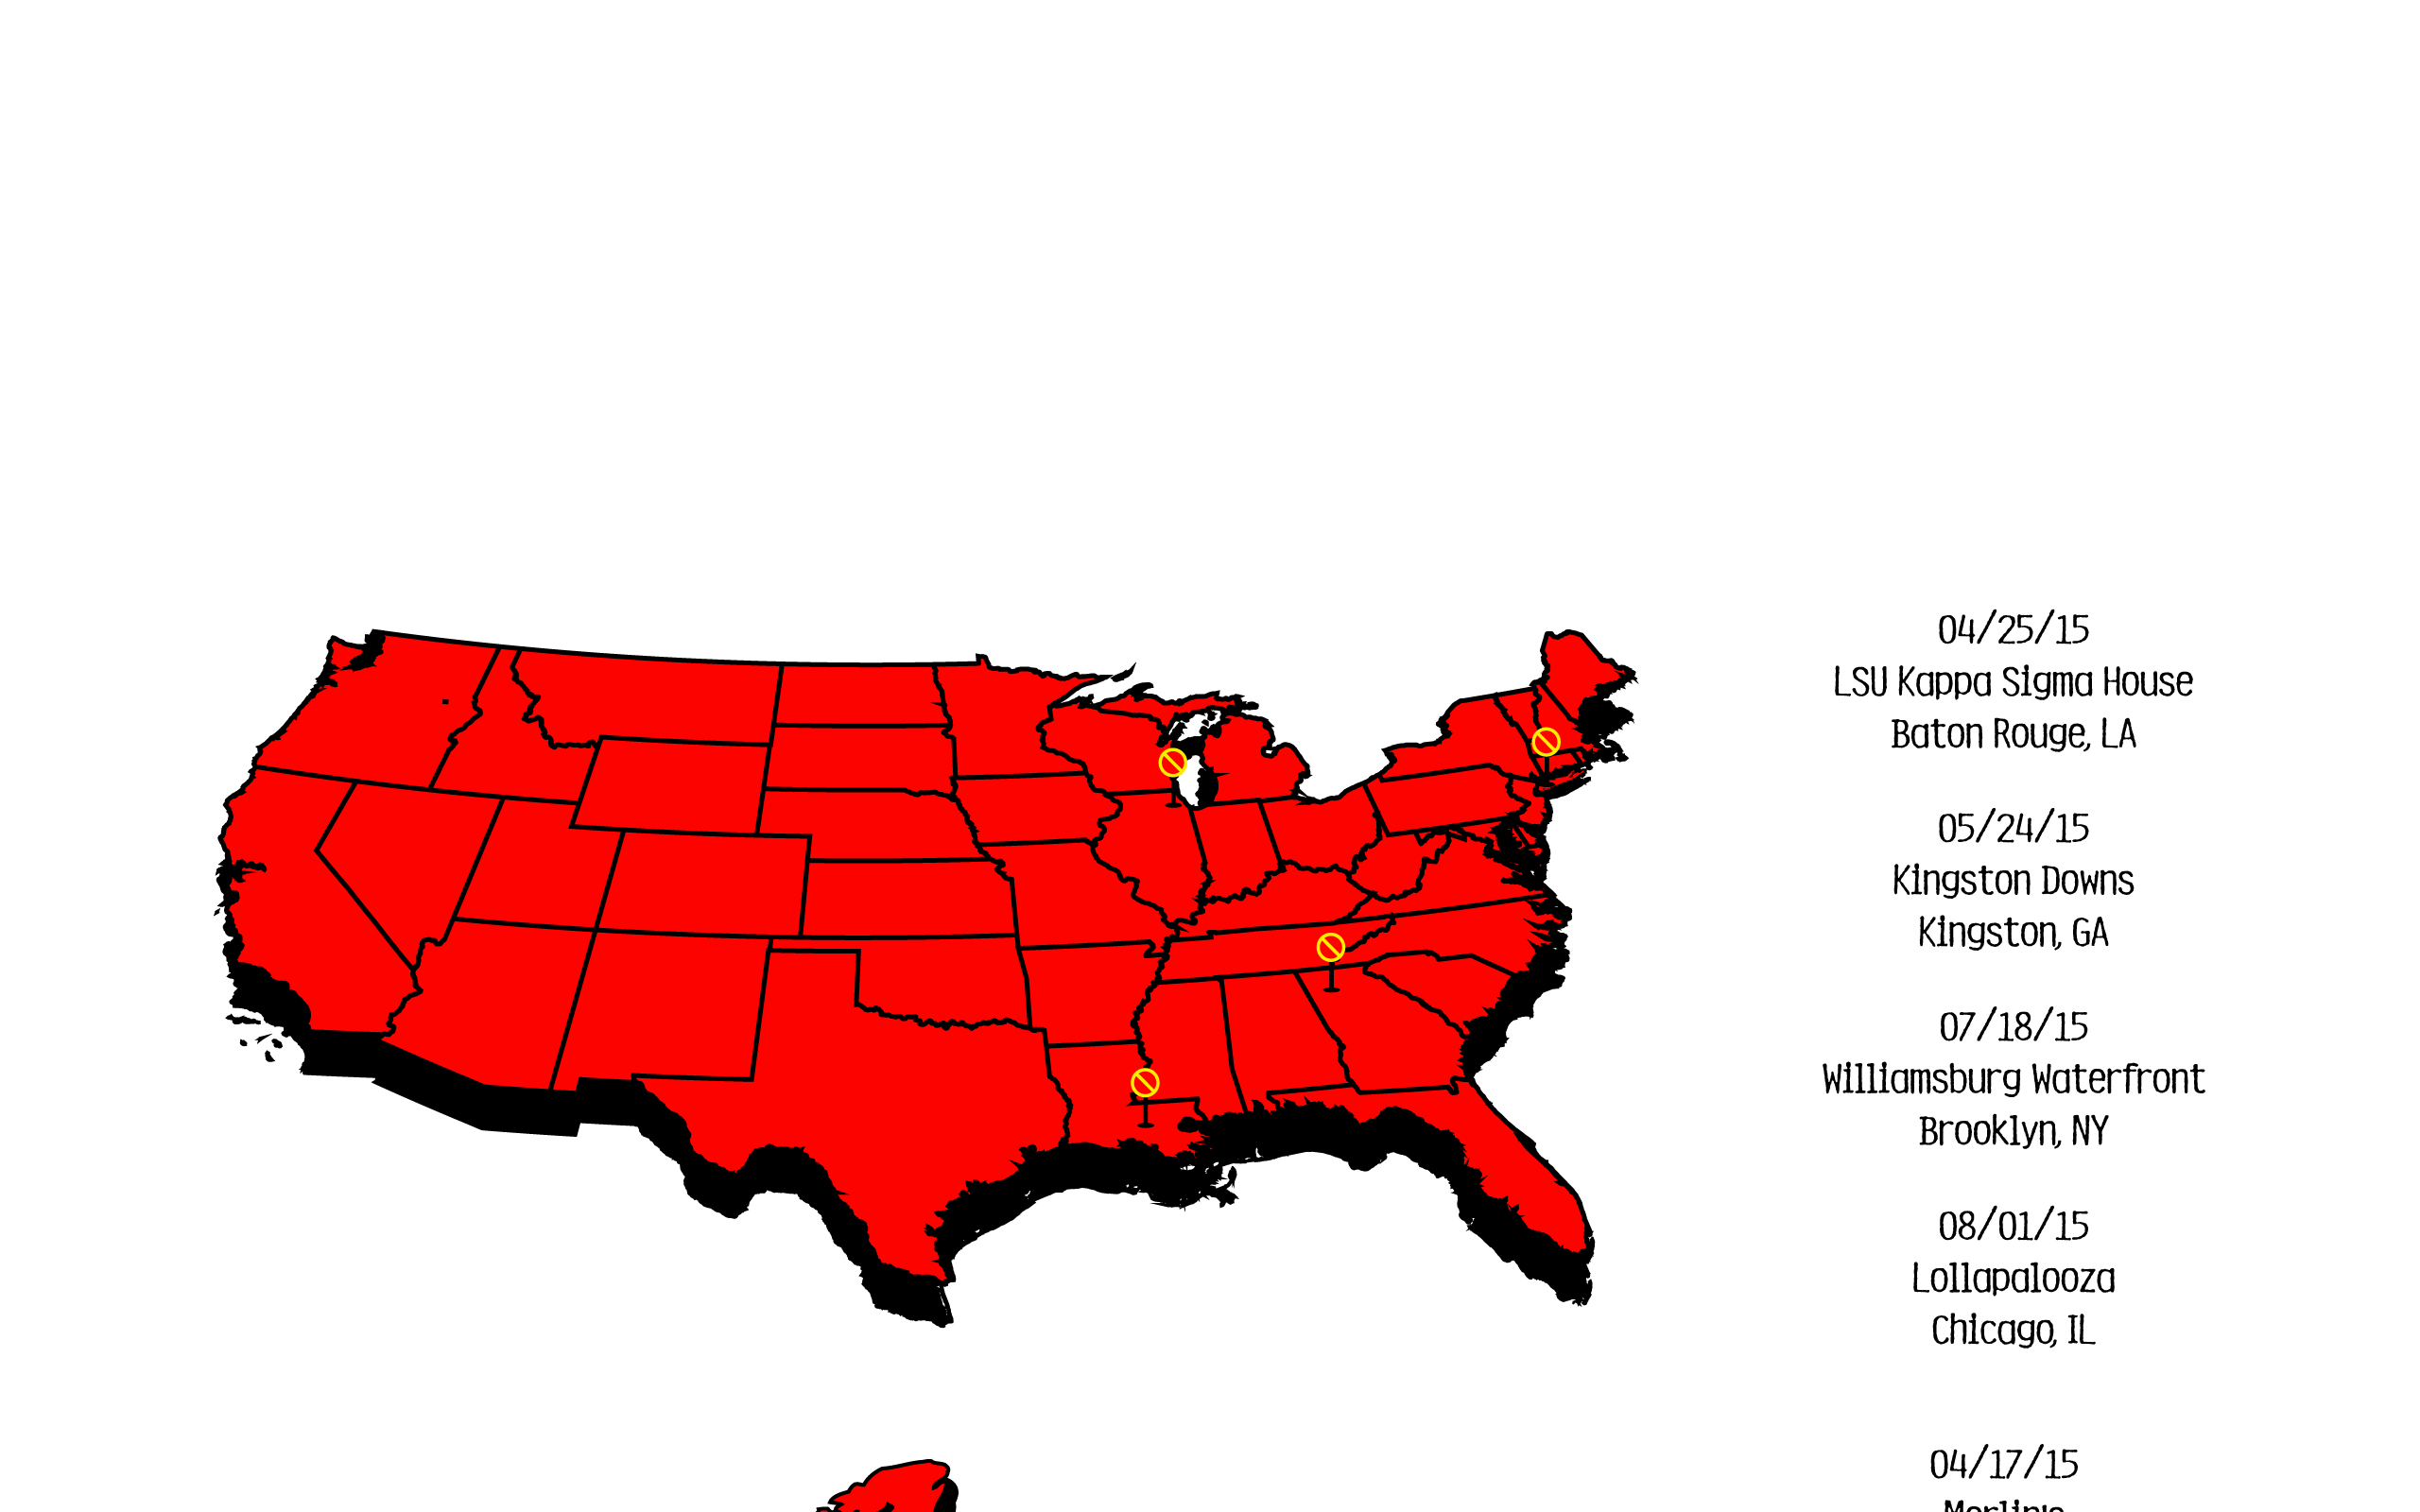 04/25/15
LSU Kappa Sigma House
Baton Rouge, LA
05/24/15
Kingston Downs
Kingston, GA
07/18/15
Williamsburg Waterfront
Brooklyn, NY
08/01/15
Lollapalooza
Chicago, IL
04/17/15